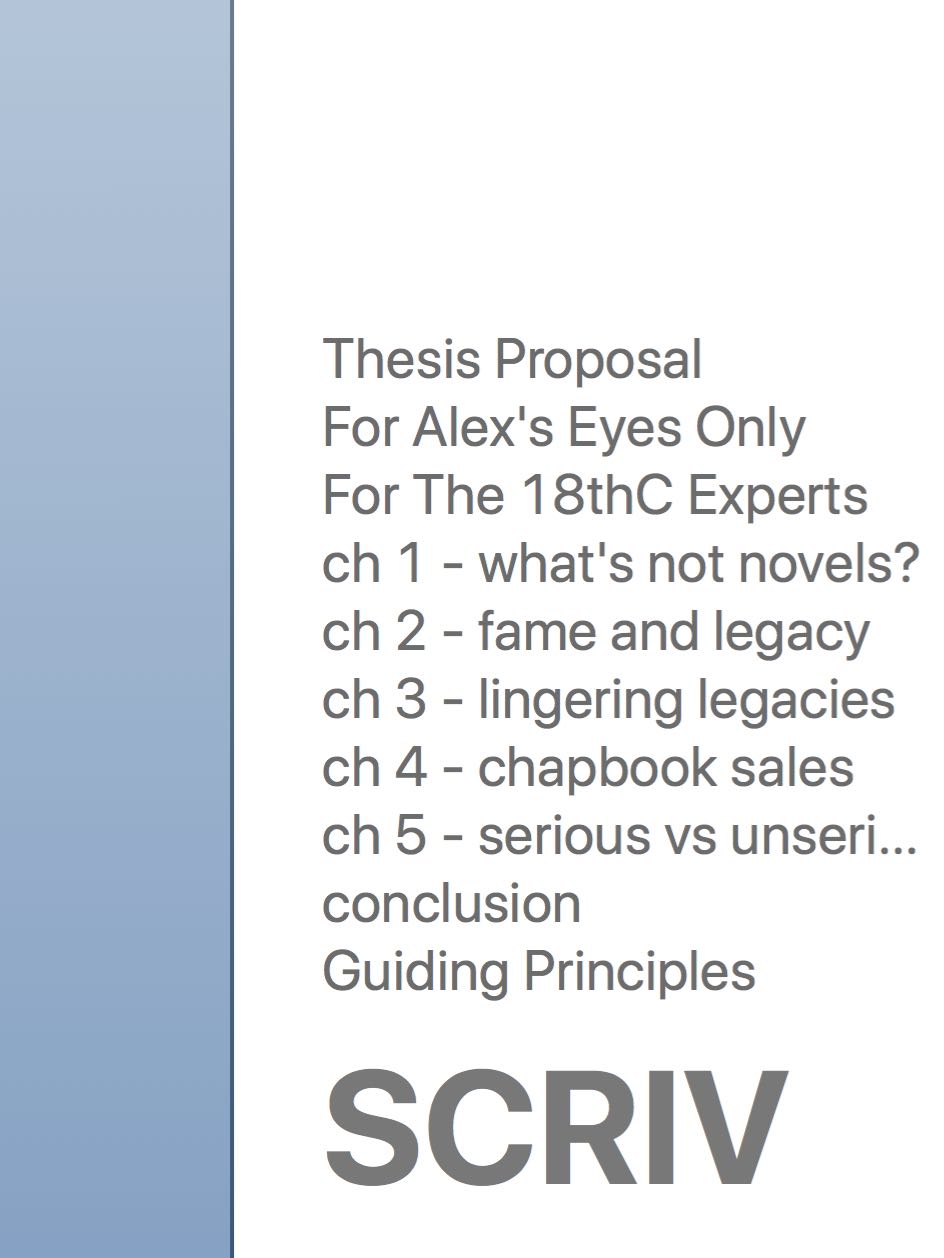 Thesis Proposal
For Alex's Eyes Only
For The 18thC Experts
ch 1 - what's not novels?
ch 2 - fame and legacy
ch 3 - lingering legacies
ch 4 - chapbook sales
ch 5 - serious vs unseri...
conclusion
Guiding Principles
SCRIV